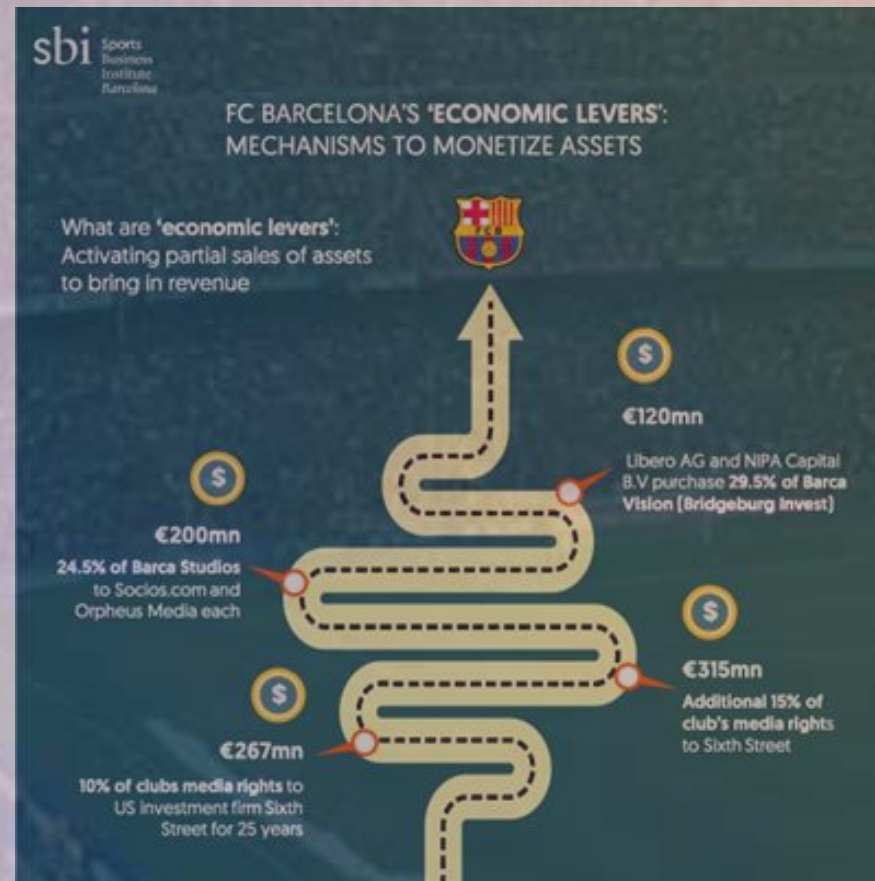 sbi Sports
Business
Institute
Barcelona
FC BARCELONA'S 'ECONOMIC LEVERS':
MECHANISMS TO MONETIZE ASSETS
What are 'economic levers':
Activating partial sales of assets
to bring in revenue
FCB
$
€120mn
Libero AG and NIPA Capital
B.V purchase 29.5% of Barca
Vision (Bridgeburg Invest)
$
€200mn
24.5% of Barca Studios
to Socios.com and
Orpheus Media each
$
€315mn
Additional 15% of
club's media rights
to Sixth Street
$
€267mn
10% of clubs media rights to
US investment firm Sixth
Street for 25 years